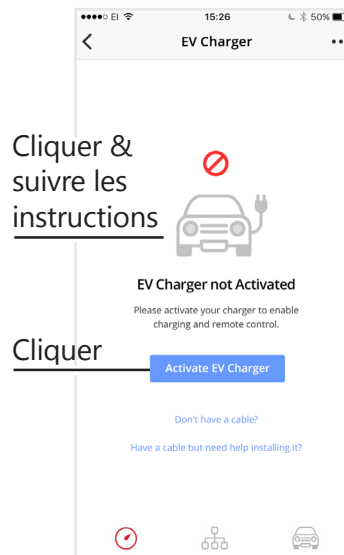 EI 15:26 50%
EV Charger
Cliquer &
suivre les
instructions
EV Charger not Activated
Please activate your charger to enable
charging and remote control.
Cliquer
Activate EV Charger
Don't have a cable?
Have a cable but need help installing it?